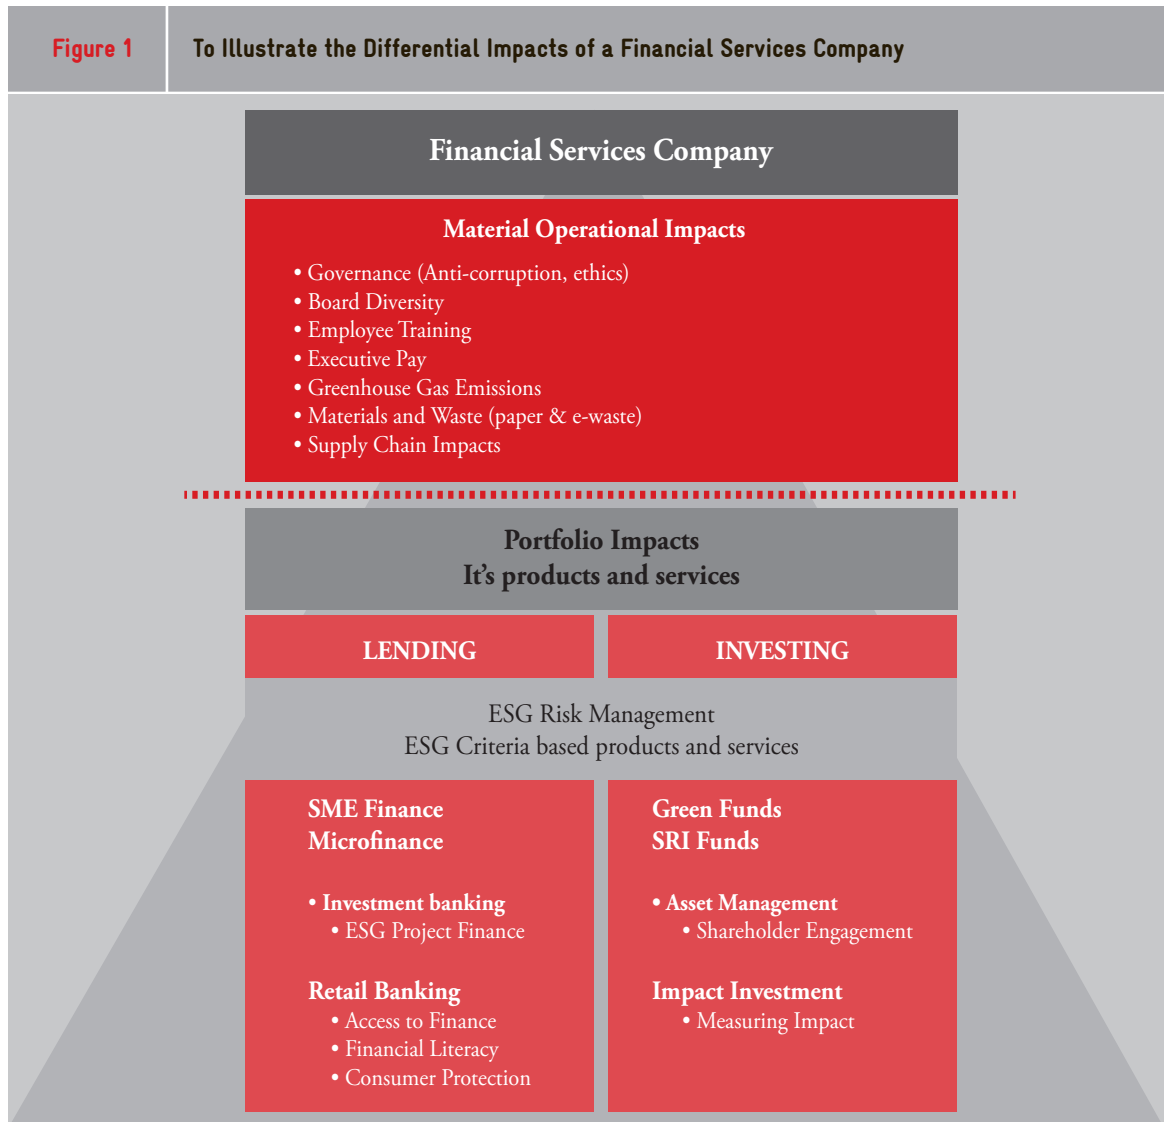 Figure 1
To Illustrate the Differential Impacts of a Financial Services Company
Financial Services Company
Material Operational Impacts
• Governance (Anti-corruption, ethics)
• Board Diversity
• Employee Training
• Executive Pay
• Greenhouse Gas Emissions
• Materials and Waste (paper & e-waste)
• Supply Chain Impacts
Portfolio Impacts
It’s products and services
LENDING
INVESTING
ESG Risk Management
ESG Criteria based products and services
SME Finance
Microfinance
• Investment banking
• ESG Project Finance
Retail Banking
• Access to Finance
• Financial Literacy
• Consumer Protection
Green Funds
SRI Funds
• Asset Management
• Shareholder Engagement
Impact Investment
• Measuring Impact